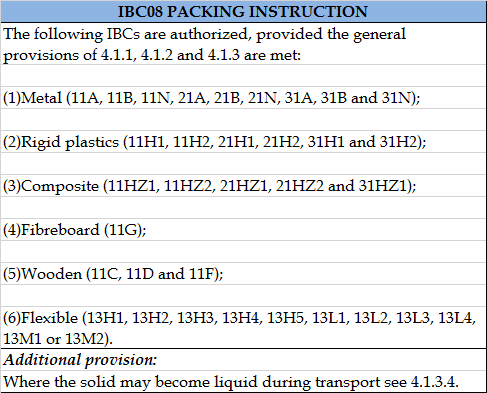 IBC08 PACKING INSTRUCTION
The following IBCs are authorized, provided the general
provisions of 4.1.1, 4.1.2 and 4.1.3 are met:
(1)Metal (11A, 11B, 11N, 21A, 21B, 21N, 31A, 31B and 31N);
(2)Rigid plastics (11H1, 11H2, 21H1, 21H2, 31H1 and 31H2);
(3)Composite (11HZ1, 11HZ2, 21HZ1, 21HZ2 and 31HZ1);
(4)Fibreboard (11G);
(5)Wooden (11C, 11D and 11F);
(6)Flexible (13H1, 13H2, 13H3, 13H4, 13H5, 13L1, 13L2, 13L3, 13L4,
13M1 or 13M2).
Additional provision:
Where the solid may become liquid during transport see 4.1.3.4.